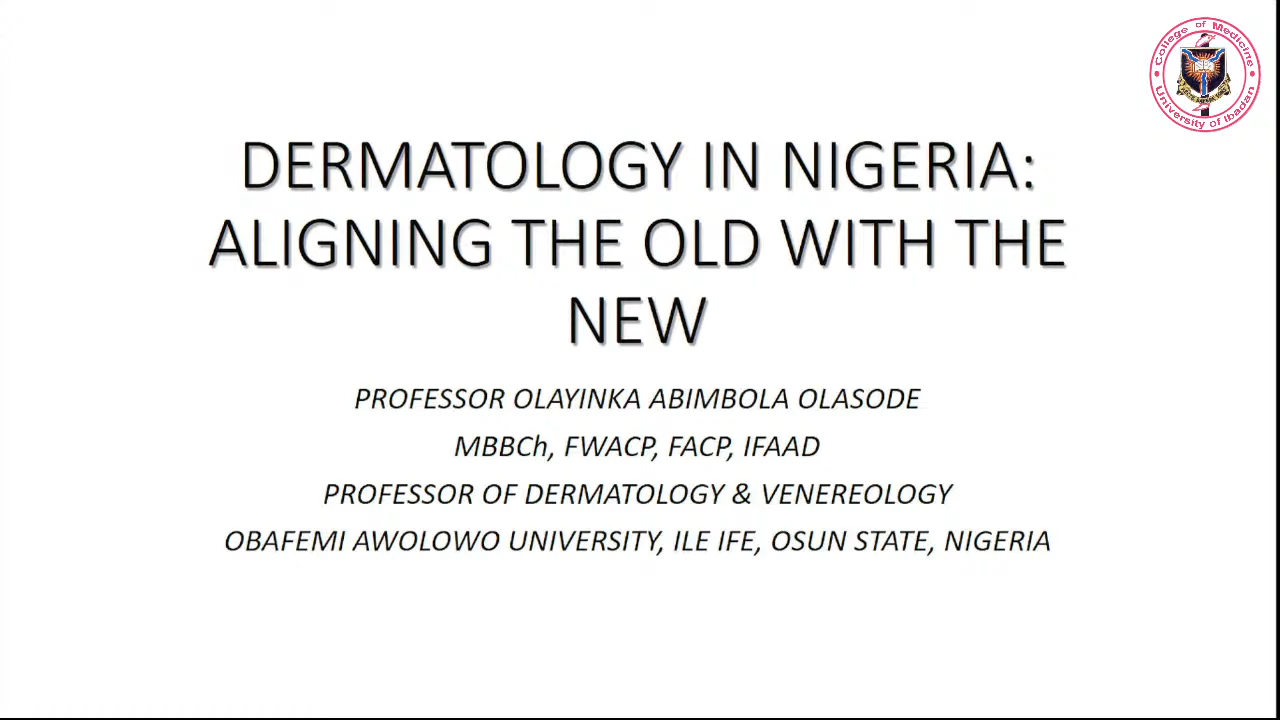 College of Medicine
University of Ibadan
DERMATOLOGY IN NIGERIA:
ALIGNING THE OLD WITH THE
NEW
PROFESSOR OLAYINKA ABIMBOLA OLASODE
MBBCh, FWACP, FACP, IFAAD
PROFESSOR OF DERMATOLOGY & VENEREOLOGY
OBAFEMI AWOLOWO UNIVERSITY, ILE IFE, OSUN STATE, NIGERIA